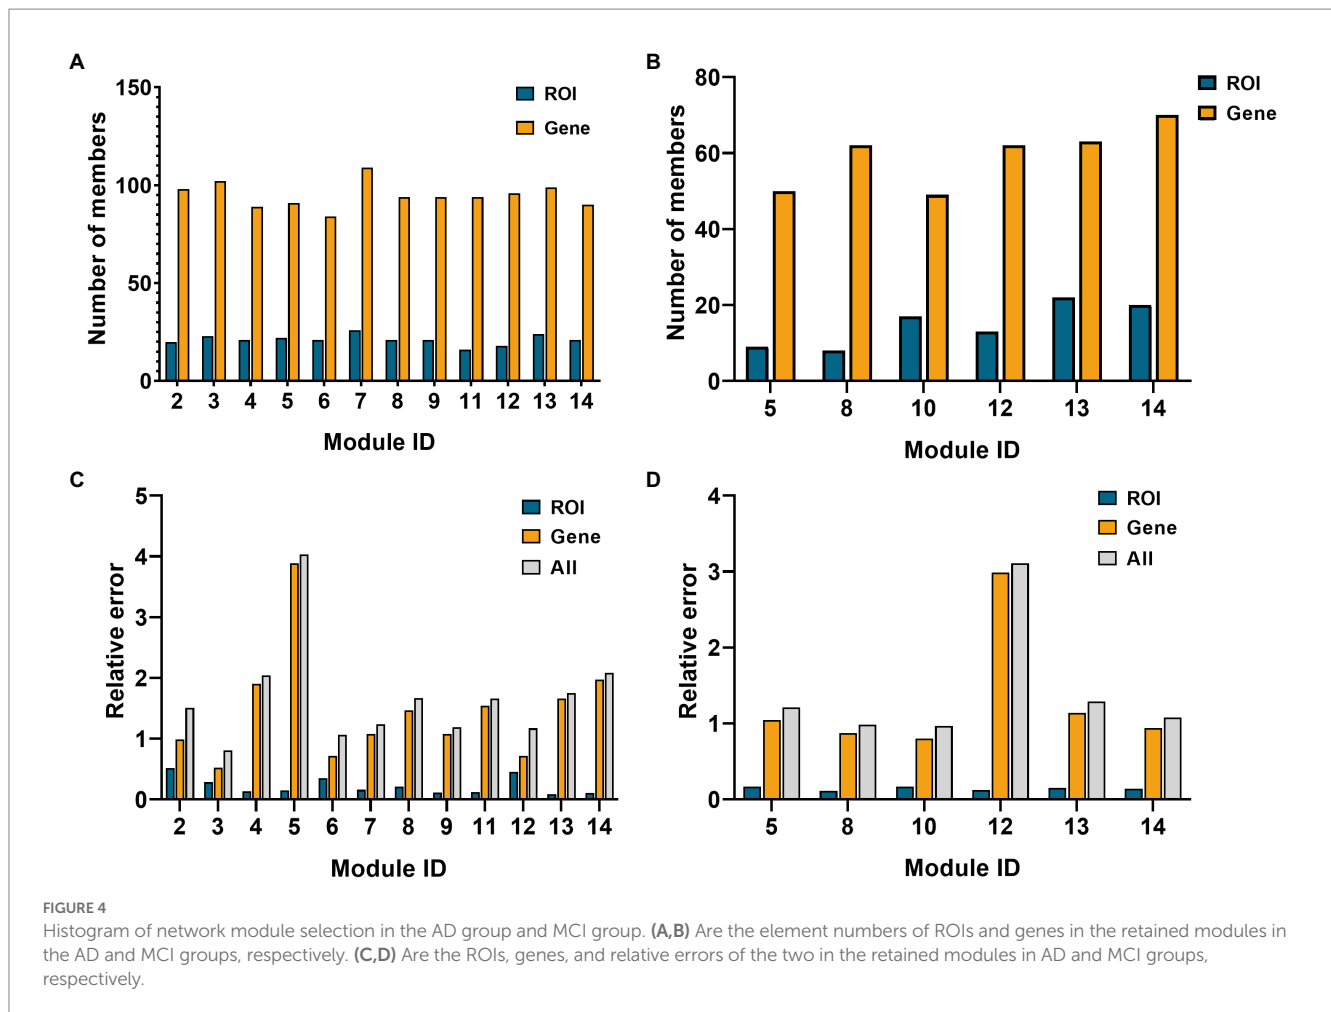 A
Number of members
150
100
50
0
ROI
Gene
2 3 4 5 6 7 8 9 11 12 13 14
Module ID
B
Number of members
80
60
40
20
0
ROI
Gene
5 8 10 12 13 14
Module ID
C
Relative error
5
4
3
2
1
0
ROI
Gene
All
2 3 4 5 6 7 8 9 11 12 13 14
Module ID
D
Relative error
4
3
2
1
0
ROI
Gene
All
5 8 10 12 13 14
Module ID
FIGURE 4
Histogram of network module selection in the AD group and MCI group. (A,B) Are the element numbers of ROIs and genes in the retained modules in
the AD and MCI groups, respectively. (C,D) Are the ROIs, genes, and relative errors of the two in the retained modules in AD and MCI groups,
respectively.